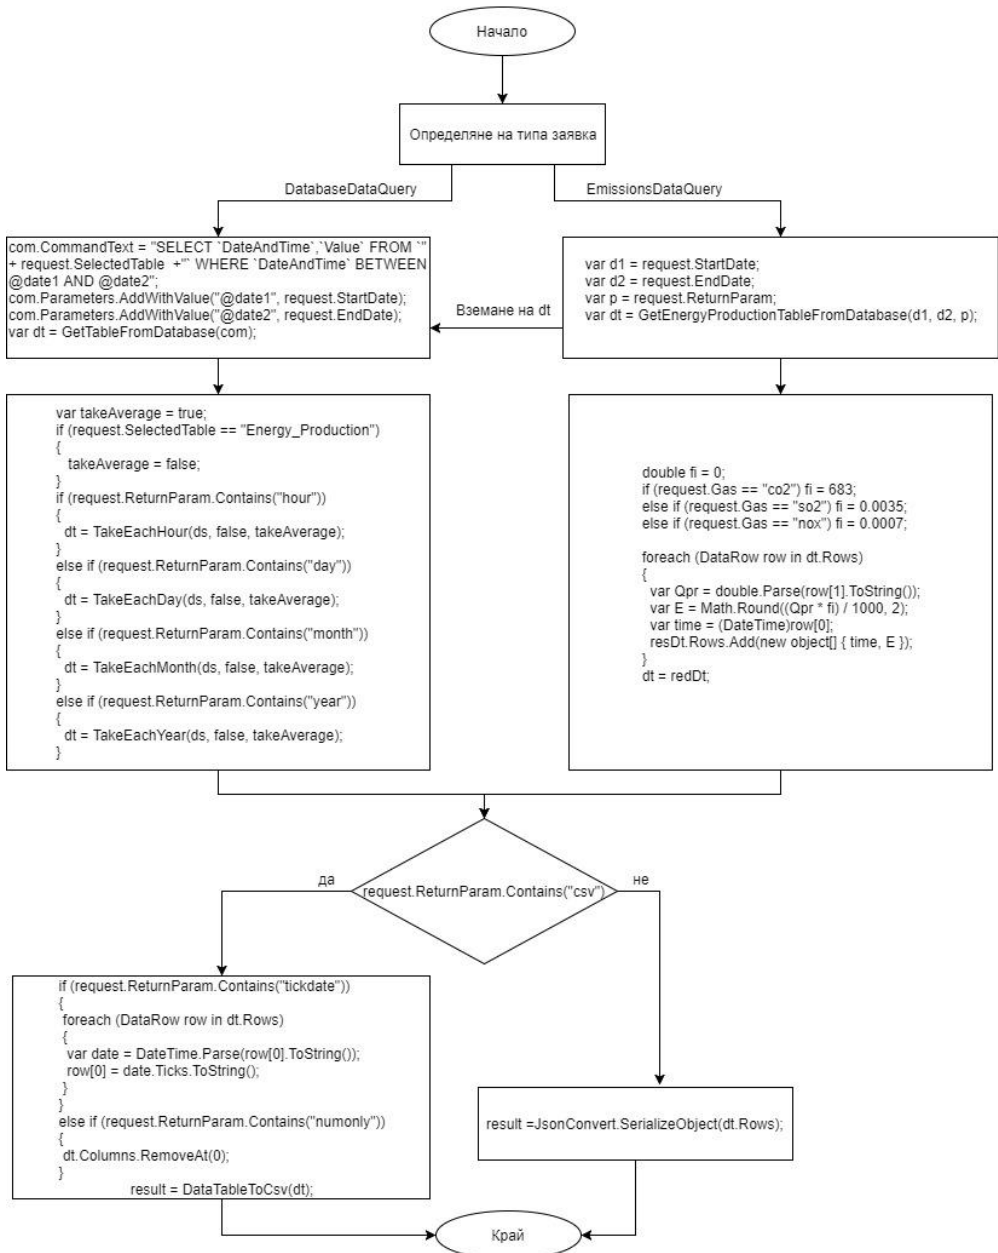 Начало
Определяне на типа заявка
DatabaseDataQuery
EmissionsDataQuery
com.CommandText = "SELECT `DateAndTime`,`Value` FROM `"
+ request.SelectedTable +"` WHERE `DateAndTime` BETWEEN
@date1 AND @date2";
com.Parameters.AddWithValue("@date1", request.StartDate);
com.Parameters.AddWithValue("@date2", request.EndDate);
var dt = GetTableFromDatabase(com);
Вземане на dt
var d1 = request.StartDate;
var d2 = request.EndDate;
var p = request.ReturnParam;
var dt = GetEnergyProductionTableFromDatabase(d1, d2, p);
var takeAverage = true;
if (request.SelectedTable == "Energy_Production")
{
takeAverage = false;
}
if (request.ReturnParam.Contains("hour"))
{
dt = TakeEachHour(ds, false, takeAverage);
}
else if (request.ReturnParam.Contains("day"))
{
dt = TakeEachDay(ds, false, takeAverage);
}
else if (request.ReturnParam.Contains("month"))
{
dt = TakeEachMonth(ds, false, takeAverage);
}
else if (request.ReturnParam.Contains("year"))
{
dt = TakeEachYear(ds, false, takeAverage);
}
double fi = 0;
if (request.Gas == "co2") fi = 683;
else if (request.Gas == "so2") fi = 0.0035;
else if (request.Gas == "nox") fi = 0.0007;
foreach (DataRow row in dt.Rows)
{
var Qpr = double.Parse(row[1].ToString());
var E = Math.Round((Qpr * fi) / 1000, 2);
var time = (DateTime)row[0];
resDt.Rows.Add(new object[] { time, E });
}
dt = redDt;
да
request.ReturnParam.Contains("csv")
не
if (request.ReturnParam.Contains("tickdate"))
{
foreach (DataRow row in dt.Rows)
{
var date = DateTime.Parse(row[0].ToString());
row[0] = date.Ticks.ToString();
}
}
else if (request.ReturnParam.Contains("numonly"))
{
dt.Columns.RemoveAt(0);
}
result = DataTableToCsv(dt);
result =JsonConvert.SerializeObject(dt.Rows);
Край